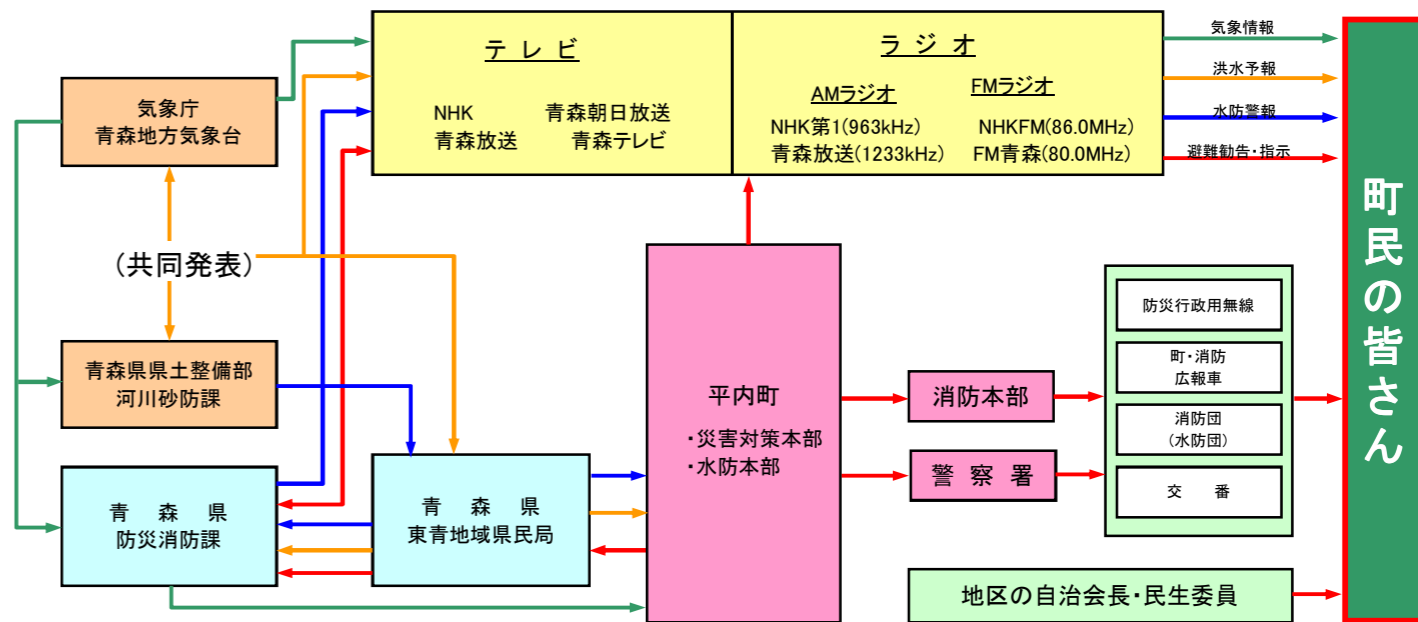 テレビ
NHK
青森朝日放送
青森放送
青森テレビ
ラジオ
AMラジオ
FMラジオ
NHK第1(963kHz)
NHKFM(86.0MHz)
青森放送(1233kHz)
FM青森(80.0MHz)
気象情報
洪水予報
水防警報
避難勧告・指示
気象庁
青森地方気象台
(共同発表)
青森県県土整備部
河川砂防課
青森県
防災消防課
青森県
東青地域県民局
平内町
・災害対策本部
・水防本部
消防本部
警察署
防災行政用無線
町・消防
広報車
消防団
(水防団)
交番
地区の自治会長・民生委員
町民の皆さん